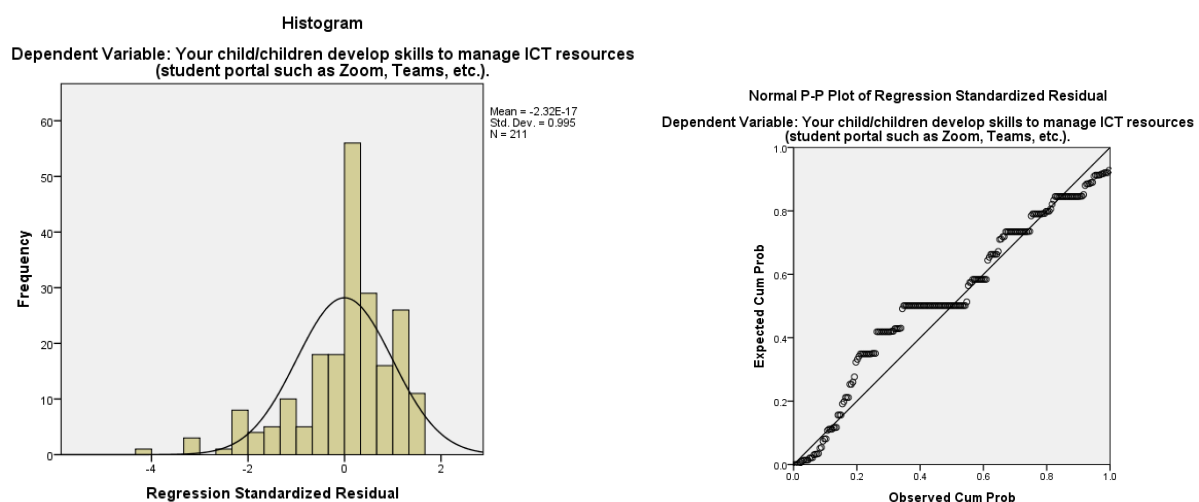 Histogram
Dependent Variable: Your child/children develop skills to manage ICT resources
(student portal such as Zoom, Teams, etc.).
Mean = -2.32E-17
Std. Dev. = 0.995
N = 211
60
50
40
30
20
10
0
Frequency
-4
-2
0
2
Regression Standardized Residual
Normal P-P Plot of Regression Standardized Residual
Dependent Variable: Your child/children develop skills to manage ICT resources
(student portal such as Zoom, Teams, etc.).
1.0
0.8
0.6
0.4
0.2
0.0
Expected Cum Prob
0.0
0.2
0.4
0.6
0.8
1.0
Observed Cum Prob